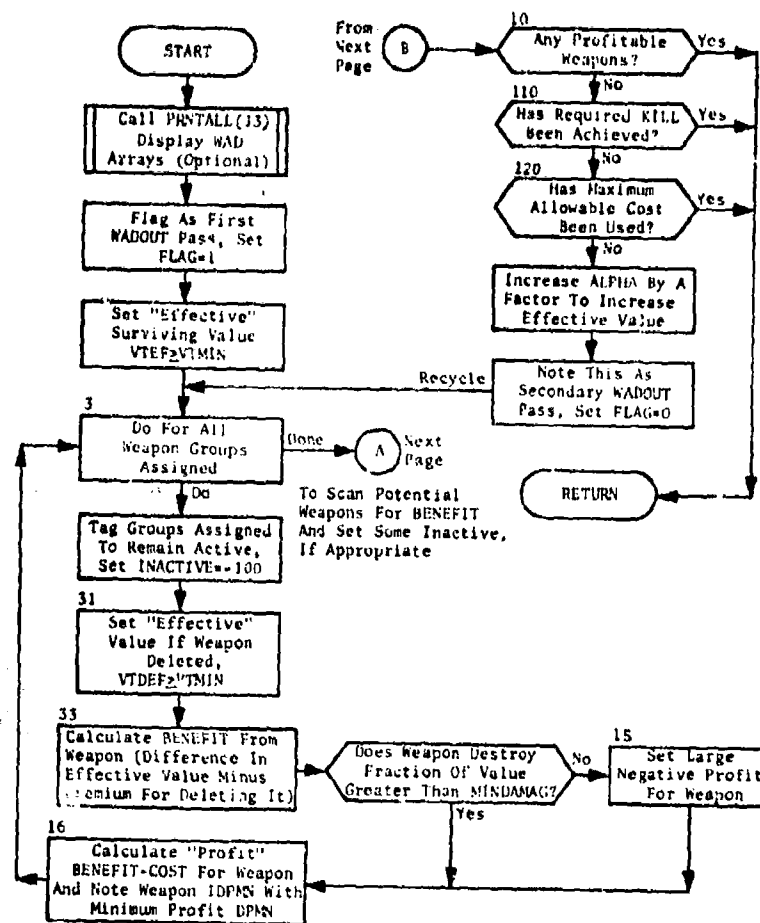 START
Call PRNTALL(33)
Display WAD
Arrays (Optional)
Flag As First
WADOUT Pass, Set
FLAG=1
Set "Effective"
Surviving Value
VTEF≥VTMIN
3
Do For All
Weapon Groups
Assigned
Done
A
Next
Page
Do
To Scan Potential
Weapons For BENEFIT
And Set Some Inactive,
If Appropriate
Tag Groups Assigned
To Remain Active,
Set INACTIVE=-100
31
Set "Effective"
Value If Weapon
Deleted,
VTDEF≥VTMIN
33
Calculate BENEFIT From
Weapon (Difference In
Effective Value Minus
Premium For Deleting It)
Does Weapon Destroy
Fraction Of Value
Greater Than MINDAMAG?
No
Yes
15
Set Large
Negative Profit
For Weapon
16
Calculate "Profit"
BENEFIT-COST For Weapon
And Note Weapon IDPMN With
Minimum Profit DPMN
From
Next
Page
B
10
Any Profitable
Weapons?
Yes
No
110
Has Required KILL
Been Achieved?
Yes
No
120
Has Maximum
Allowable Cost
Been Used?
Yes
No
Increase ALPHA By A
Factor To Increase
Effective Value
Note This As
Secondary WADOUT
Pass, Set FLAG=0
Recycle
RETURN